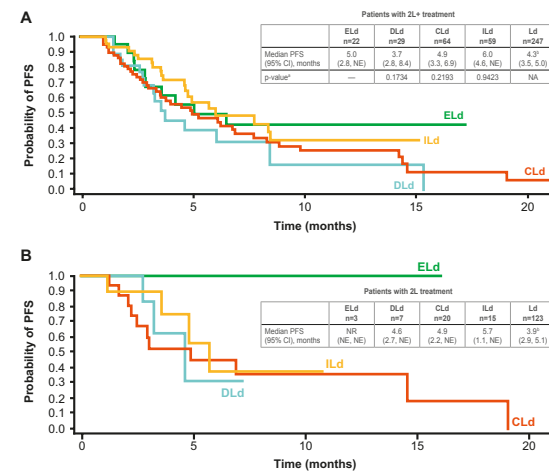 A
Patients with 2L+ treatment
ELd n=22 DLd n=29 CLd n=64 ILd n=59 Ld n=247
Median PFS (95% CI), months 5.0 (2.8, NE) 3.7 (2.8, 8.4) 4.9 (3.3, 6.9) 6.0 (4.6, NE) 4.3ᵇ (3.5, 5.0)
p-valueᵃ — 0.1734 0.2193 0.9423 NA
Probability of PFS
1.0
0.9
0.8
0.7
0.6
0.5
0.4
0.3
0.2
0.1
0.0
ELd
ILd
CLd
DLd
0 5 10 15 20
Time (months)
B
ELd
Patients with 2L treatment
ELd n=3 DLd n=7 CLd n=20 ILd n=15 Ld n=123
Median PFS (95% CI), months NR (NE, NE) 4.6 (2.7, NE) 4.9 (2.2, NE) 5.7 (1.1, NE) 3.9ᵇ (2.9, 5.1)
Probability of PFS
1.0
0.9
0.8
0.7
0.6
0.5
0.4
0.3
0.2
0.1
0.0
ILd
DLd
CLd
0 5 10 15 20
Time (months)